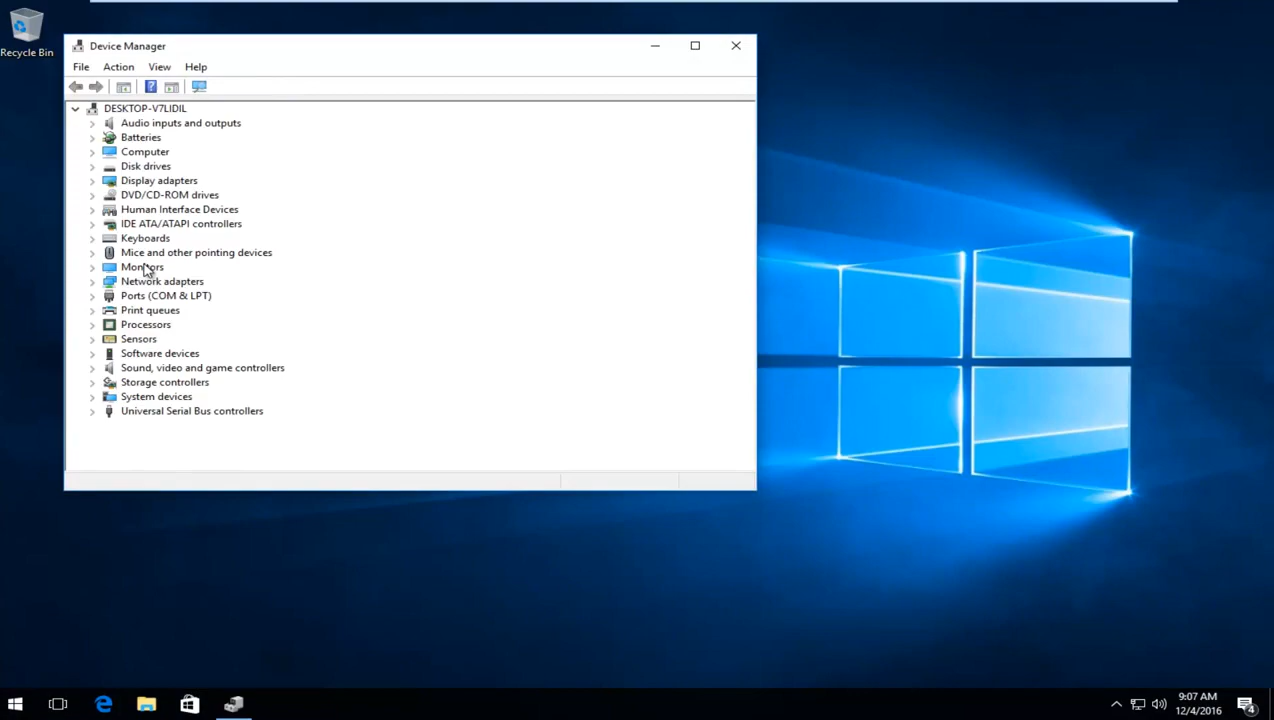 Recycle Bin
Device Manager
File Action View Help
DESKTOP-V7LIDIL
Audio inputs and outputs
Batteries
Computer
Disk drives
Display adapters
DVD/CD-ROM drives
Human Interface Devices
IDE ATA/ATAPI controllers
Keyboards
Mice and other pointing devices
Monitors
Network adapters
Ports (COM & LPT)
Print queues
Processors
Sensors
Software devices
Sound, video and game controllers
Storage controllers
System devices
Universal Serial Bus controllers
9:07 AM
12/4/2016
4